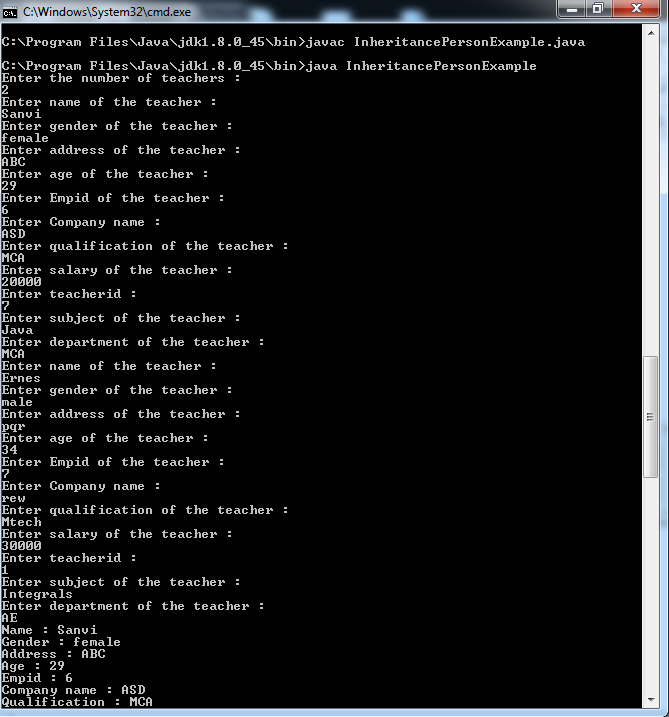 C:\Windows\System32\cmd.exe
C:\Program Files\Java\jdk1.8.0_45\bin>javac InheritancePersonExample.java
C:\Program Files\Java\jdk1.8.0_45\bin>java InheritancePersonExample
Enter the number of teachers :
2
Enter name of the teacher :
Sanvi
Enter gender of the teacher :
female
Enter address of the teacher :
ABC
Enter age of the teacher :
29
Enter Empid of the teacher :
6
Enter Company name :
ASD
Enter qualification of the teacher :
MCA
Enter salary of the teacher :
20000
Enter teacherid :
7
Enter subject of the teacher :
Java
Enter department of the teacher :
MCA
Enter name of the teacher :
Ernes
Enter gender of the teacher :
male
Enter address of the teacher :
pqr
Enter age of the teacher :
34
Enter Empid of the teacher :
7
Enter Company name :
rew
Enter qualification of the teacher :
Mtech
Enter salary of the teacher :
30000
Enter teacherid :
1
Enter subject of the teacher :
Integrals
Enter department of the teacher :
AE
Name : Sanvi
Gender : female
Address : ABC
Age : 29
Empid : 6
Company name : ASD
Qualification : MCA